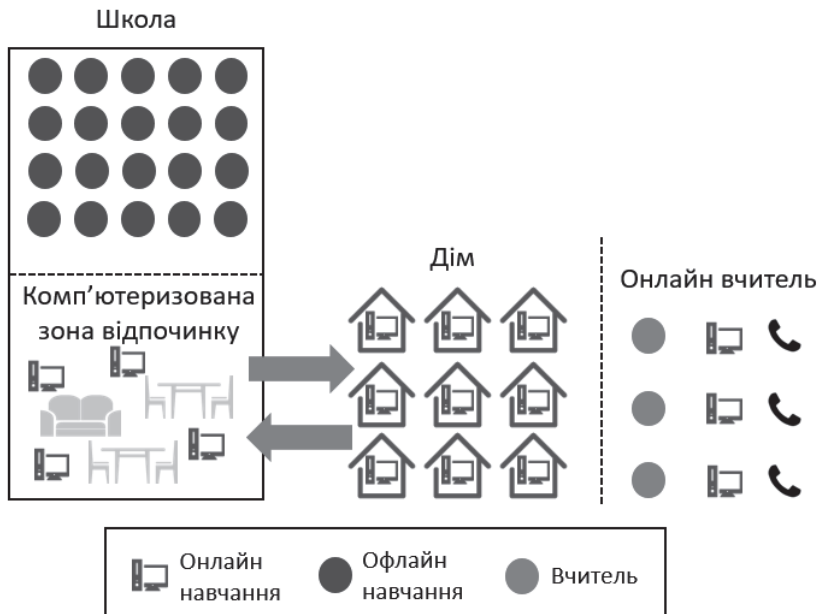 Школа
Комп’ютеризована
зона відпочинку
Дім
Онлайн вчитель
Онлайн
навчання
Офлайн
навчання
Вчитель